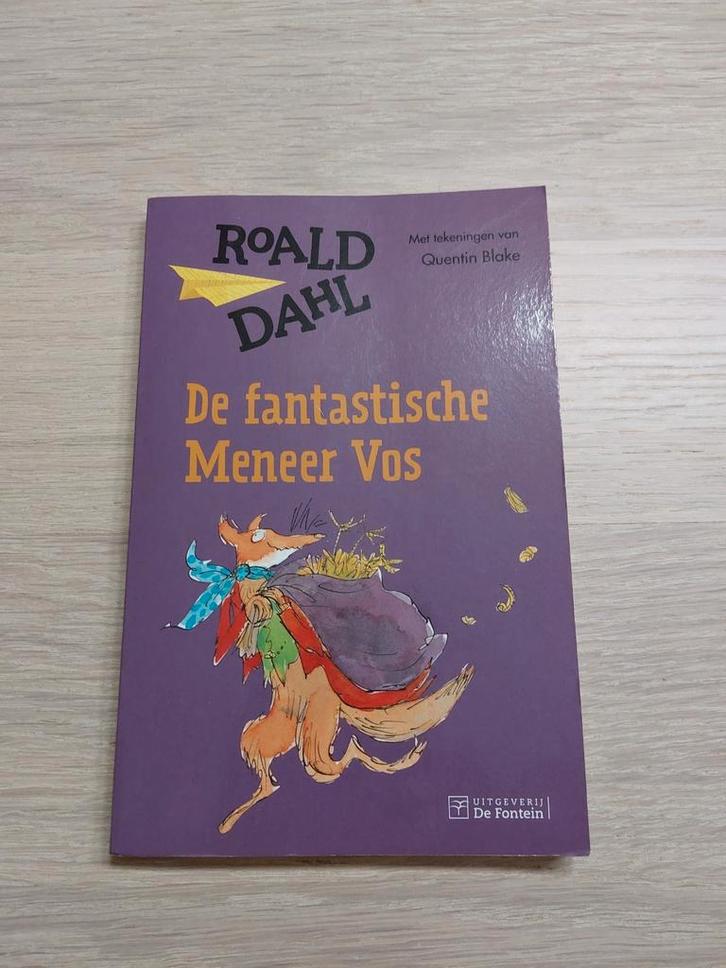 ROALD
DAHL
Met tekeningen van
Quentin Blake
De fantastische
Meneer Vos
UITGEVERIJ
De Fontein